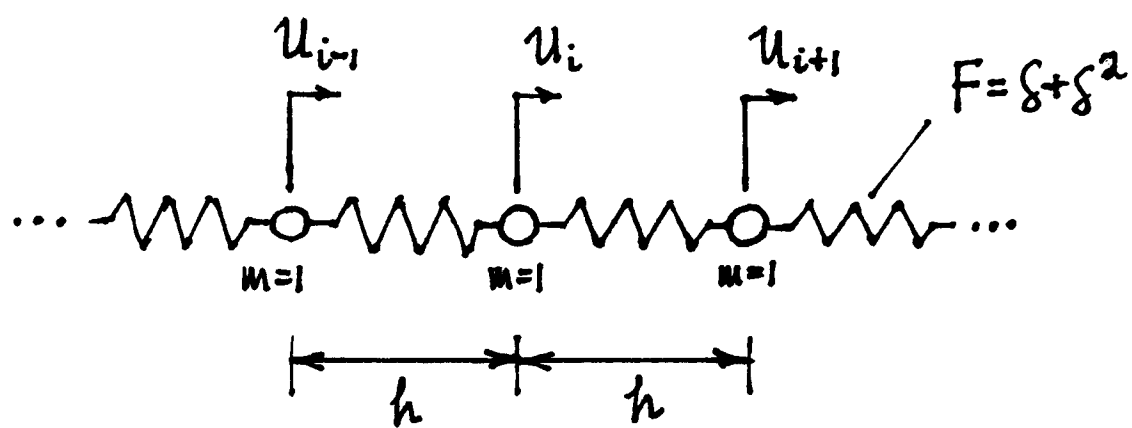 u_{i-1} u_i u_{i+1} F=δ+δ²
... ...
m=1 m=1 m=1
h h